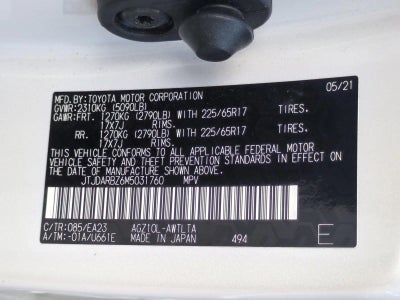 MFD.BY:TOYOTA MOTOR CORPORATION 05/21
GVWR:2310KG (5090LB)
GAWR:FRT. 1270KG (2790LB) WITH 225/65R17 TIRES.
17X7J RIMS.
RR. 1270KG (2790LB) WITH 225/65R17 TIRES.
17X7J RIMS.
THIS VEHICLE CONFORMS TO ALL APPLICABLE FEDERAL MOTOR
VEHICLE SAFETY AND THEFT PREVENTION STANDARDS IN EFFECT ON
THE DATE OF MANUFACTURE SHOWN ABOVE.
JTJDARBZ6M5031760 MPV
C/TR:085/EA23 AGZ10L-AWTLTA
A/TM:-01A/U661E MADE IN JAPAN 494 E